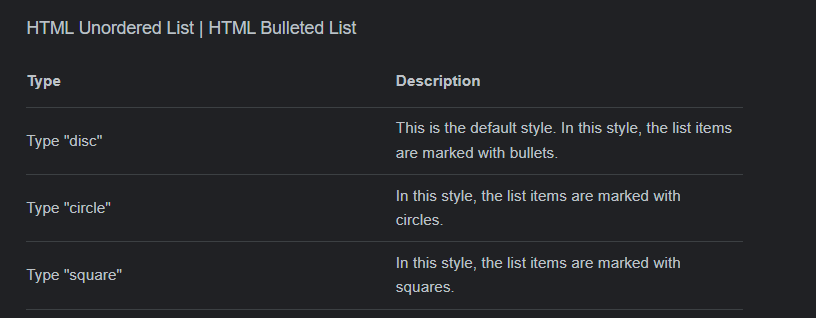 HTML Unordered List | HTML Bulleted List
Type Description
Type "disc" This is the default style. In this style, the list items
are marked with bullets.
Type "circle" In this style, the list items are marked with
circles.
Type "square" In this style, the list items are marked with
squares.